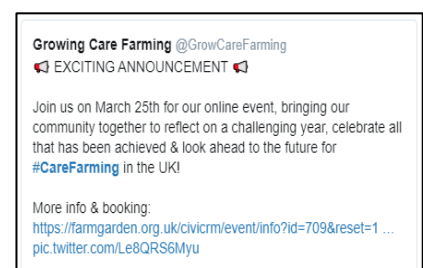 Growing Care Farming @GrowCareFarming
📢 EXCITING ANNOUNCEMENT 📢
Join us on March 25th for our online event, bringing our
community together to reflect on a challenging year, celebrate all
that has been achieved & look ahead to the future for
#CareFarming in the UK!
More info & booking:
https://farmgarden.org.uk/civicrm/event/info?id=709&reset=1 …
pic.twitter.com/Le8QRS6Myu